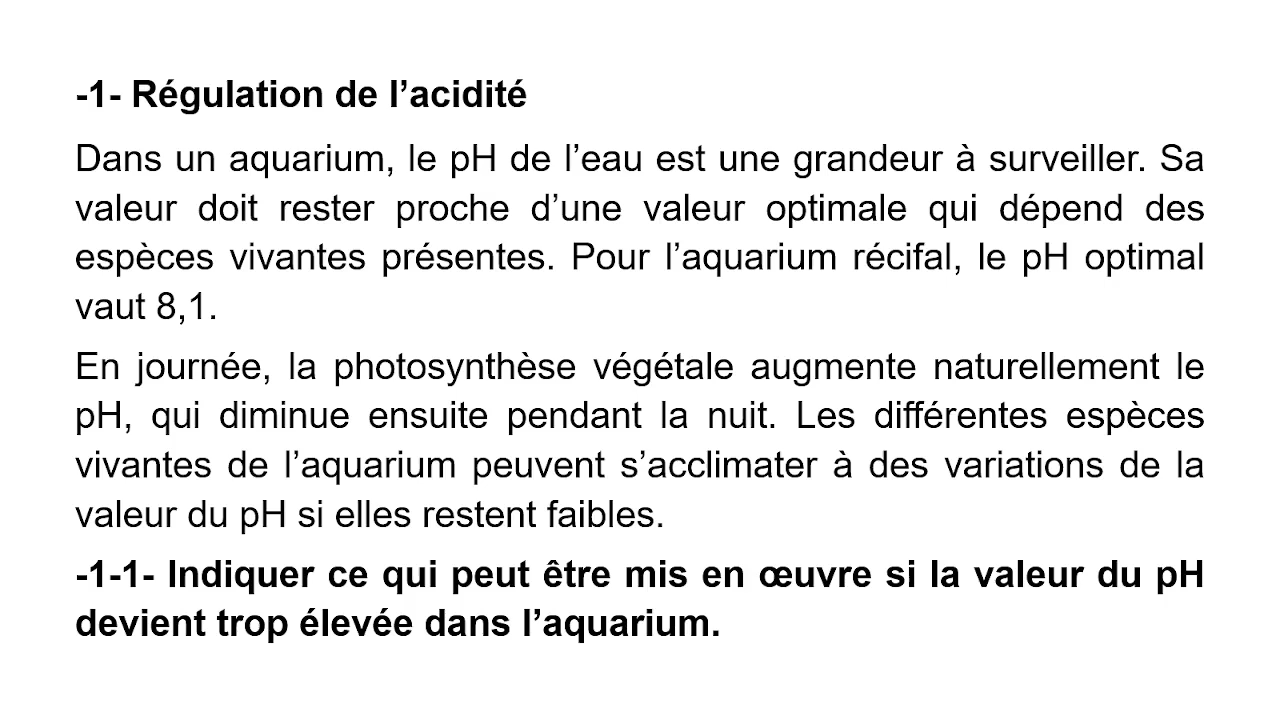 -1- Régulation de l’acidité
Dans un aquarium, le pH de l’eau est une grandeur à surveiller. Sa
valeur doit rester proche d’une valeur optimale qui dépend des
espèces vivantes présentes. Pour l’aquarium récifal, le pH optimal
vaut 8,1.
En journée, la photosynthèse végétale augmente naturellement le
pH, qui diminue ensuite pendant la nuit. Les différentes espèces
vivantes de l’aquarium peuvent s’acclimater à des variations de la
valeur du pH si elles restent faibles.
-1-1- Indiquer ce qui peut être mis en œuvre si la valeur du pH
devient trop élevée dans l’aquarium.